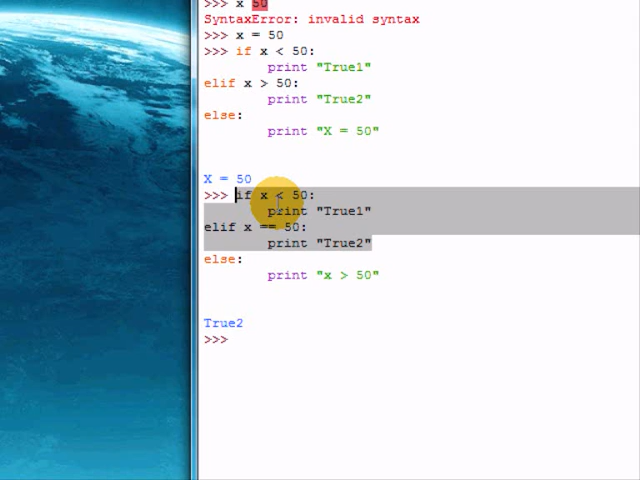 >>> x 50
SyntaxError: invalid syntax
>>> x = 50
>>> if x < 50:
        print "True1"
elif x > 50:
        print "True2"
else:
        print "X = 50"
X = 50
>>> if x < 50:
        print "True1"
elif x == 50:
        print "True2"
else:
        print "x > 50"
True2
>>>